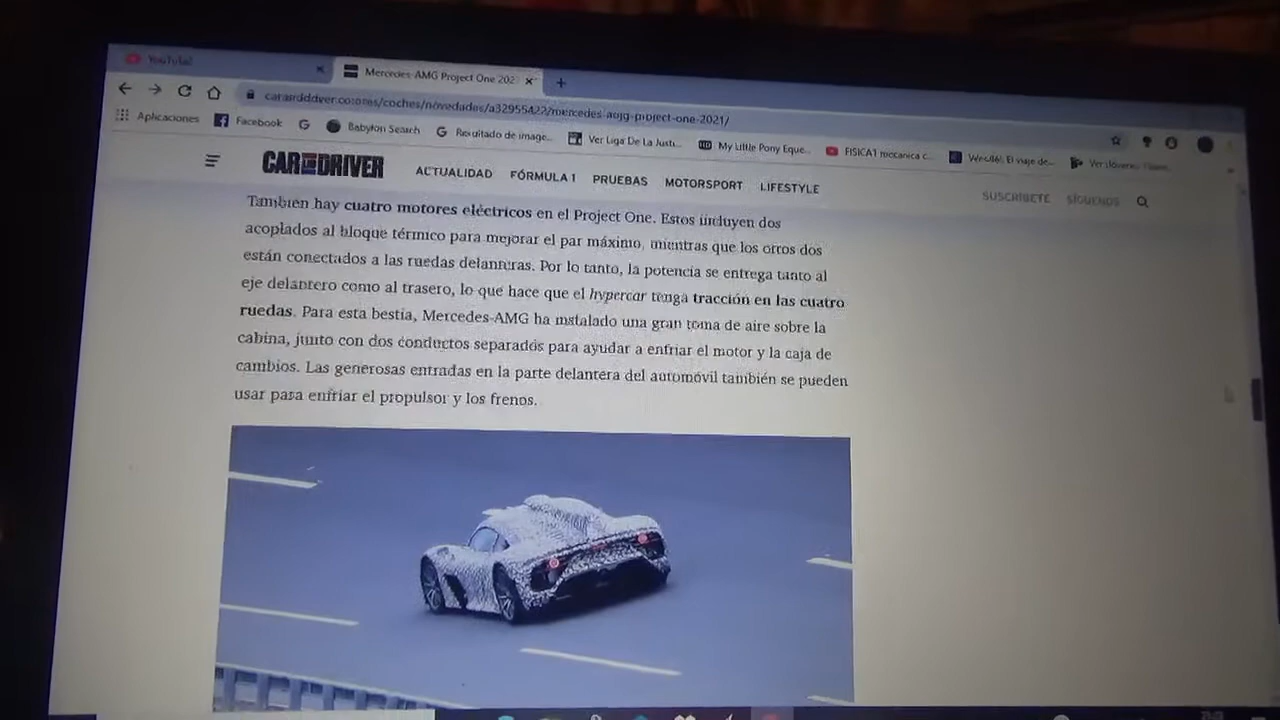 YouTube
Mercedes-AMG Project One 202
Aplicaciones
Facebook
Babylon Search
Resultado de image...
Ver Liga De La Justi...
My Little Pony Eque...
FISICA1 meccanica c...
CAR and DRIVER
ACTUALIDAD
FÓRMULA 1
PRUEBAS
MOTORSPORT
LIFESTYLE
SUSCRÍBETE
SÍGUENOS
También hay cuatro motores eléctricos en el Project One. Estos incluyen dos
acoplados al bloque térmico para mejorar el par máximo, mientras que los otros dos
están conectados a las ruedas delanteras. Por lo tanto, la potencia se entrega tanto al
eje delantero como al trasero, lo que hace que el hypercar tenga tracción en las cuatro
ruedas. Para esta bestia, Mercedes-AMG ha instalado una gran toma de aire sobre la
cabina, junto con dos conductos separados para ayudar a enfriar el motor y la caja de
cambios. Las generosas entradas en la parte delantera del automóvil también se pueden
usar para enfriar el propulsor y los frenos.